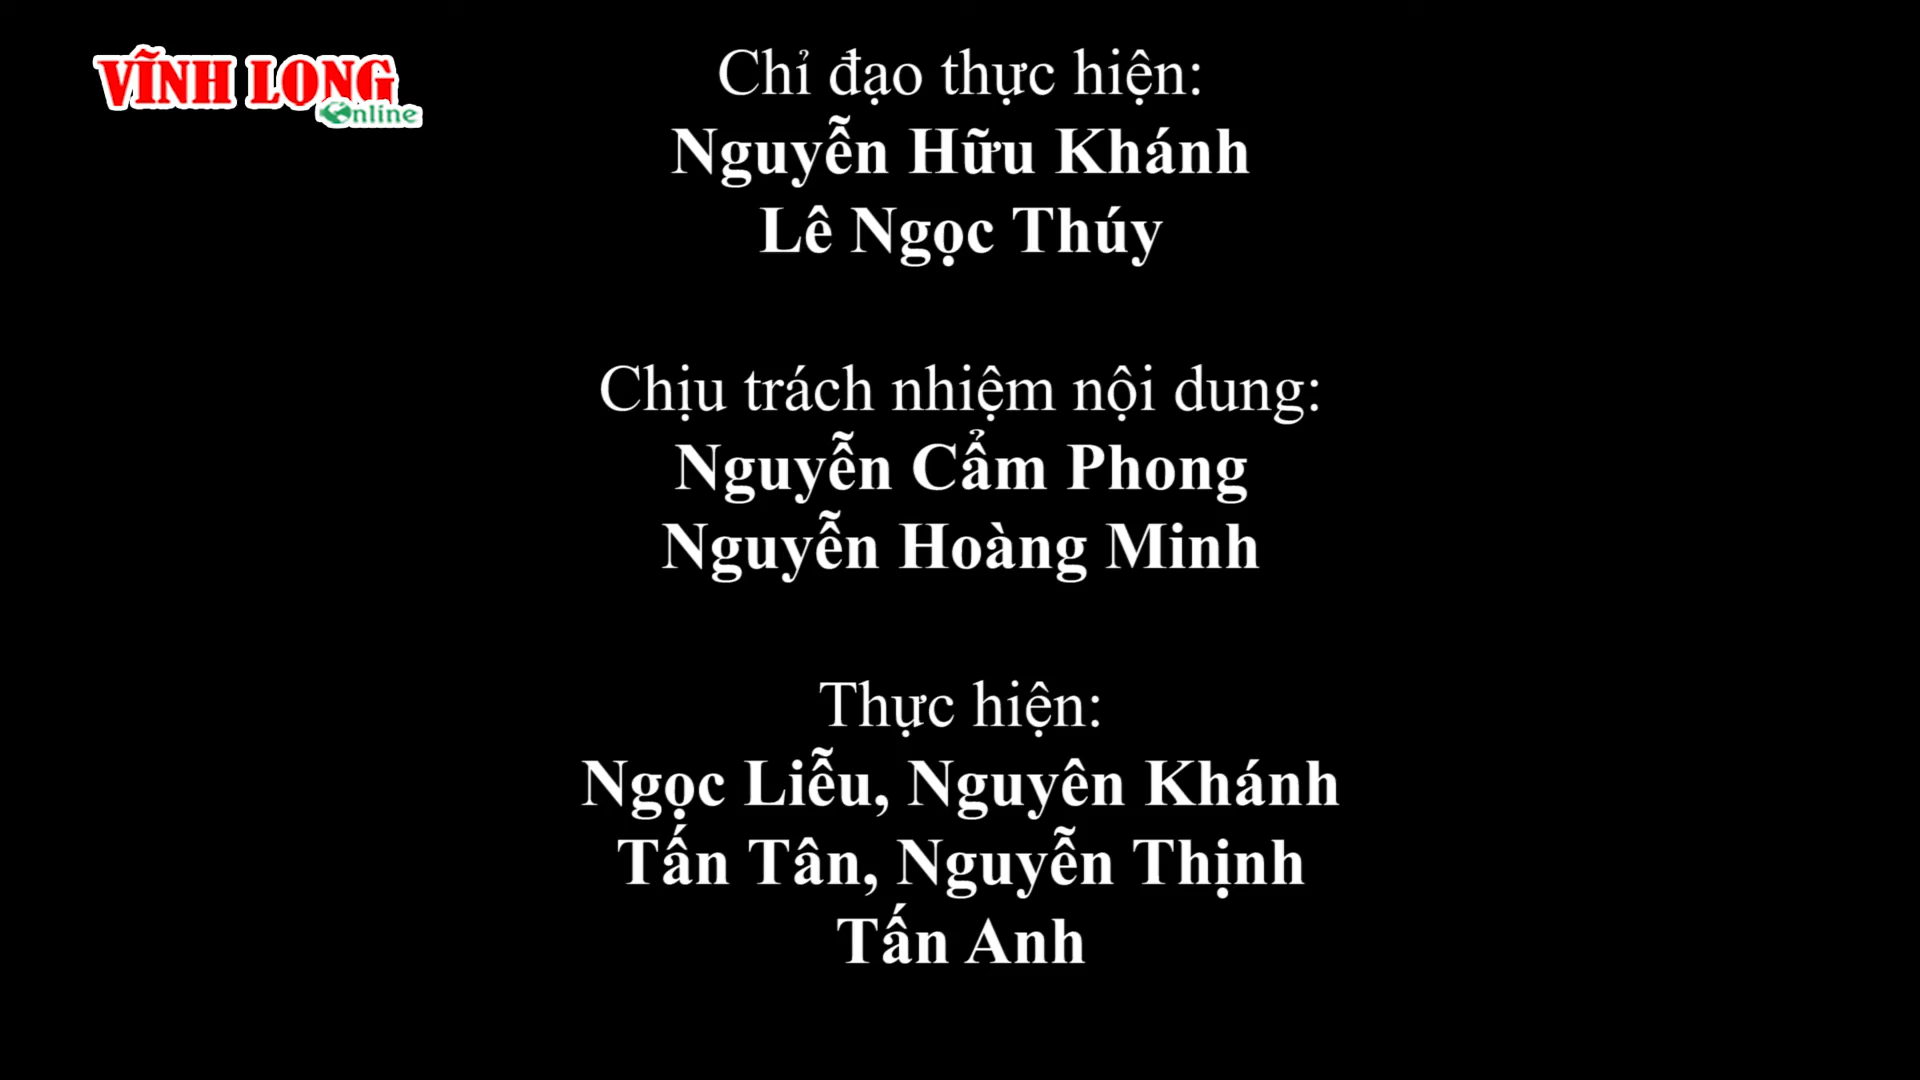 VĨNH LONG
Online
Chỉ đạo thực hiện:
Nguyễn Hữu Khánh
Lê Ngọc Thúy
Chịu trách nhiệm nội dung:
Nguyễn Cẩm Phong
Nguyễn Hoàng Minh
Thực hiện:
Ngọc Liễu, Nguyên Khánh
Tấn Tân, Nguyễn Thịnh
Tấn Anh